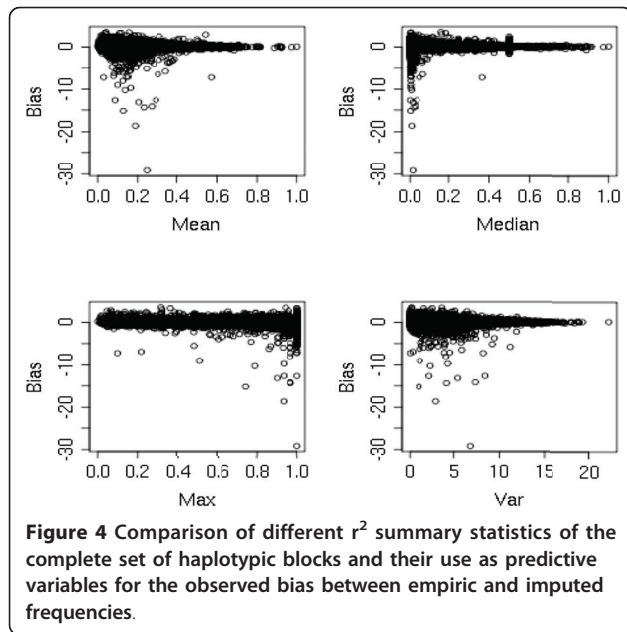 Bias
0
-10
-20
-30
0.0 0.2 0.4 0.6 0.8 1.0
Mean
Bias
0
-10
-20
-30
0.0 0.2 0.4 0.6 0.8 1.0
Median
Bias
0
-10
-20
-30
0.0 0.2 0.4 0.6 0.8 1.0
Max
Bias
0
-10
-20
-30
0 5 10 15 20
Var
Figure 4 Comparison of different r² summary statistics of the
complete set of haplotypic blocks and their use as predictive
variables for the observed bias between empiric and imputed
frequencies.